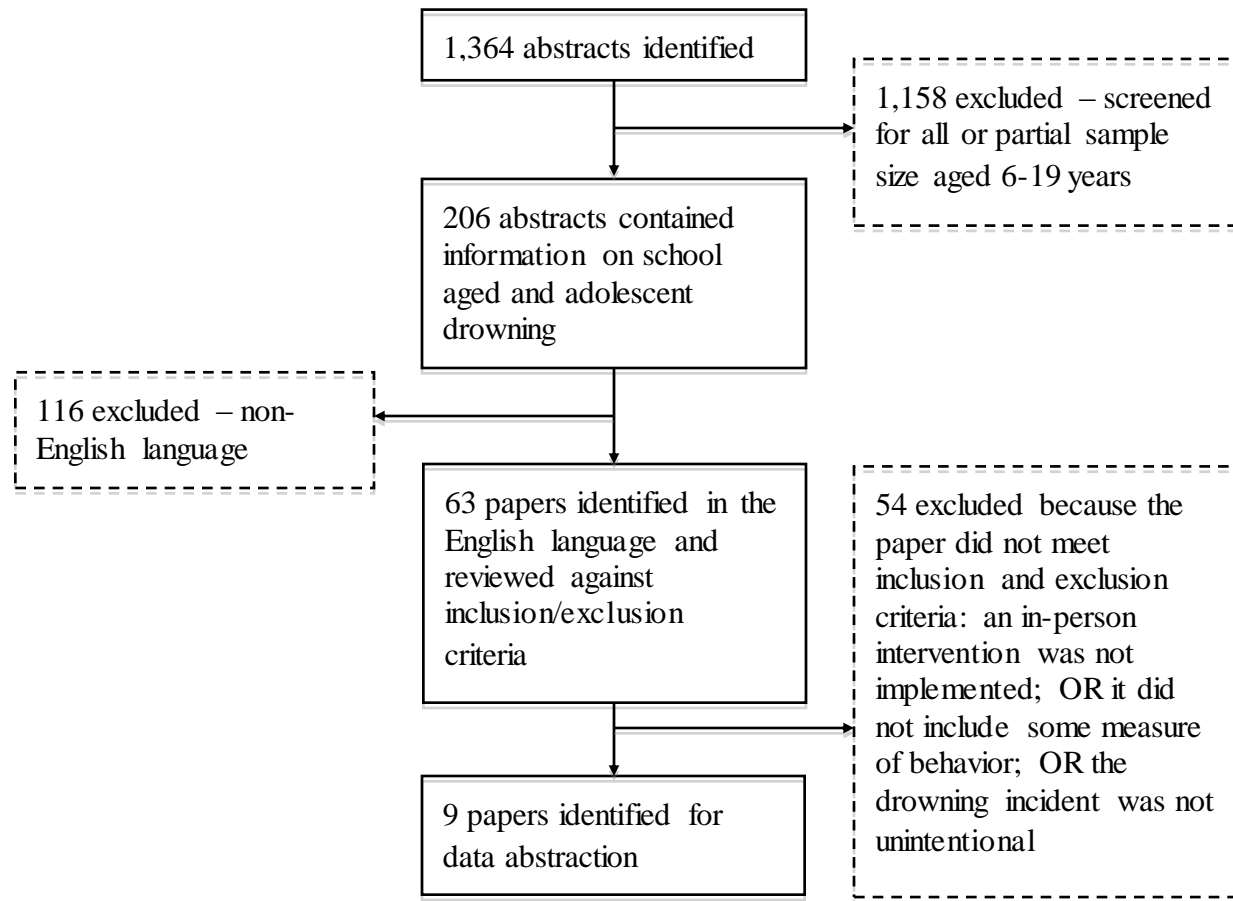 1,364 abstracts identified
1,158 excluded – screened
for all or partial sample
size aged 6-19 years
206 abstracts contained
information on school
aged and adolescent
drowning
116 excluded – non-
English language
63 papers identified in the
English language and
reviewed against
inclusion/exclusion
criteria
54 excluded because the
paper did not meet
inclusion and exclusion
criteria: an in-person
intervention was not
implemented; OR it did
not include some measure
of behavior; OR the
drowning incident was not
unintentional
9 papers identified for
data abstraction